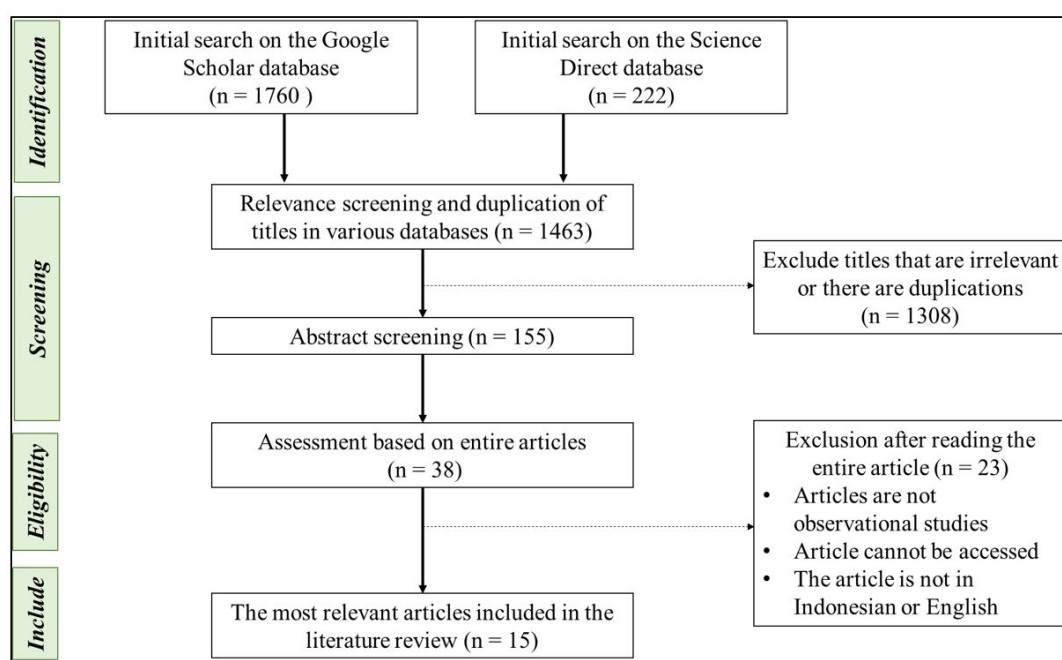 Identification
Initial search on the Google
Scholar database
(n = 1760 )
Initial search on the Science
Direct database
(n = 222)
Screening
Relevance screening and duplication of
titles in various databases (n = 1463)
Exclude titles that are irrelevant
or there are duplications
(n = 1308)
Abstract screening (n = 155)
Eligibility
Assessment based on entire articles
(n = 38)
Exclusion after reading the
entire article (n = 23)
• Articles are not
observational studies
• Article cannot be accessed
• The article is not in
Indonesian or English
Include
The most relevant articles included in the
literature review (n = 15)